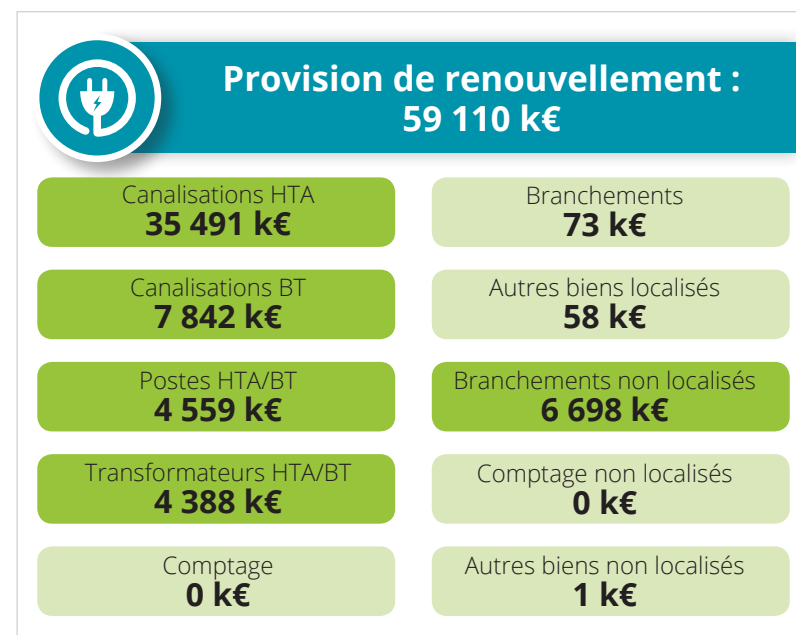 Provision de renouvellement :
59 110 k€
Canalisations HTA
35 491 k€
Branchements
73 k€
Canalisations BT
7 842 k€
Autres biens localisés
58 k€
Postes HTA/BT
4 559 k€
Branchements non localisés
6 698 k€
Transformateurs HTA/BT
4 388 k€
Comptage non localisés
0 k€
Comptage
0 k€
Autres biens non localisés
1 k€